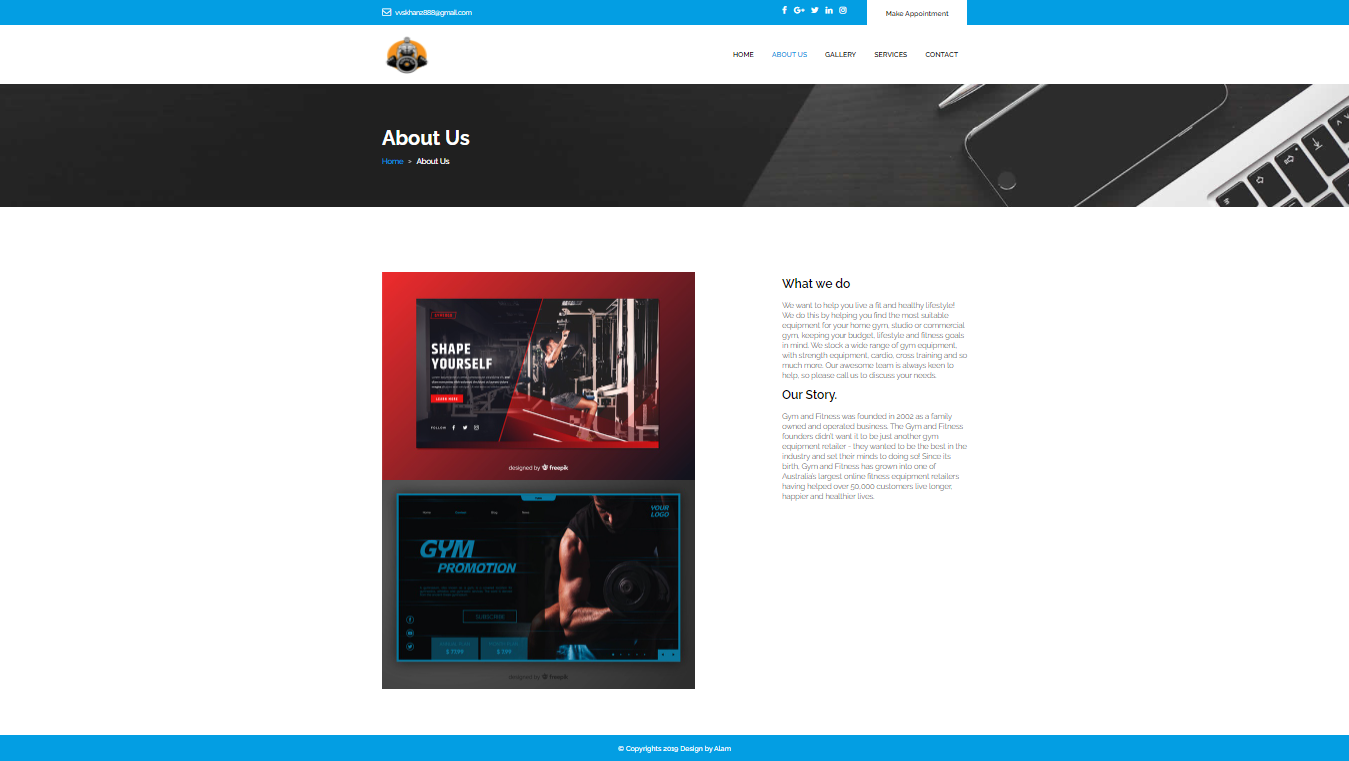 vvskhan2888@gmail.com
Make Appointment
HOME ABOUT US GALLERY SERVICES CONTACT
About Us
Home » About Us
SHAPE
YOURSELF
LEARN MORE
FOLLOW
designed by freepik
Home Contact Blog News
YOUR
LOGO
GYM
PROMOTION
SUBSCRIBE
designed by freepik
What we do
We want to help you live a fit and healthy lifestyle!
We do this by helping you find the most suitable
equipment for your home gym, studio or commercial
gym, keeping your budget, lifestyle and fitness goals
in mind. We stock a wide range of gym equipment,
with strength equipment, cardio, cross training and so
much more. Our awesome team is always keen to
help, so please call us to discuss your needs.
Our Story.
Gym and Fitness was founded in 2002 as a family
owned and operated business. The Gym and Fitness
founders didn't want it to be just another gym
equipment retailer - they wanted to be the best in the
industry and set their minds to doing so! Since its
birth, Gym and Fitness has grown into one of
Australia's largest online fitness equipment retailers
having helped over 50,000 customers live longer,
happier and healthier lives.
© Copyrights 2019 Design by Alam